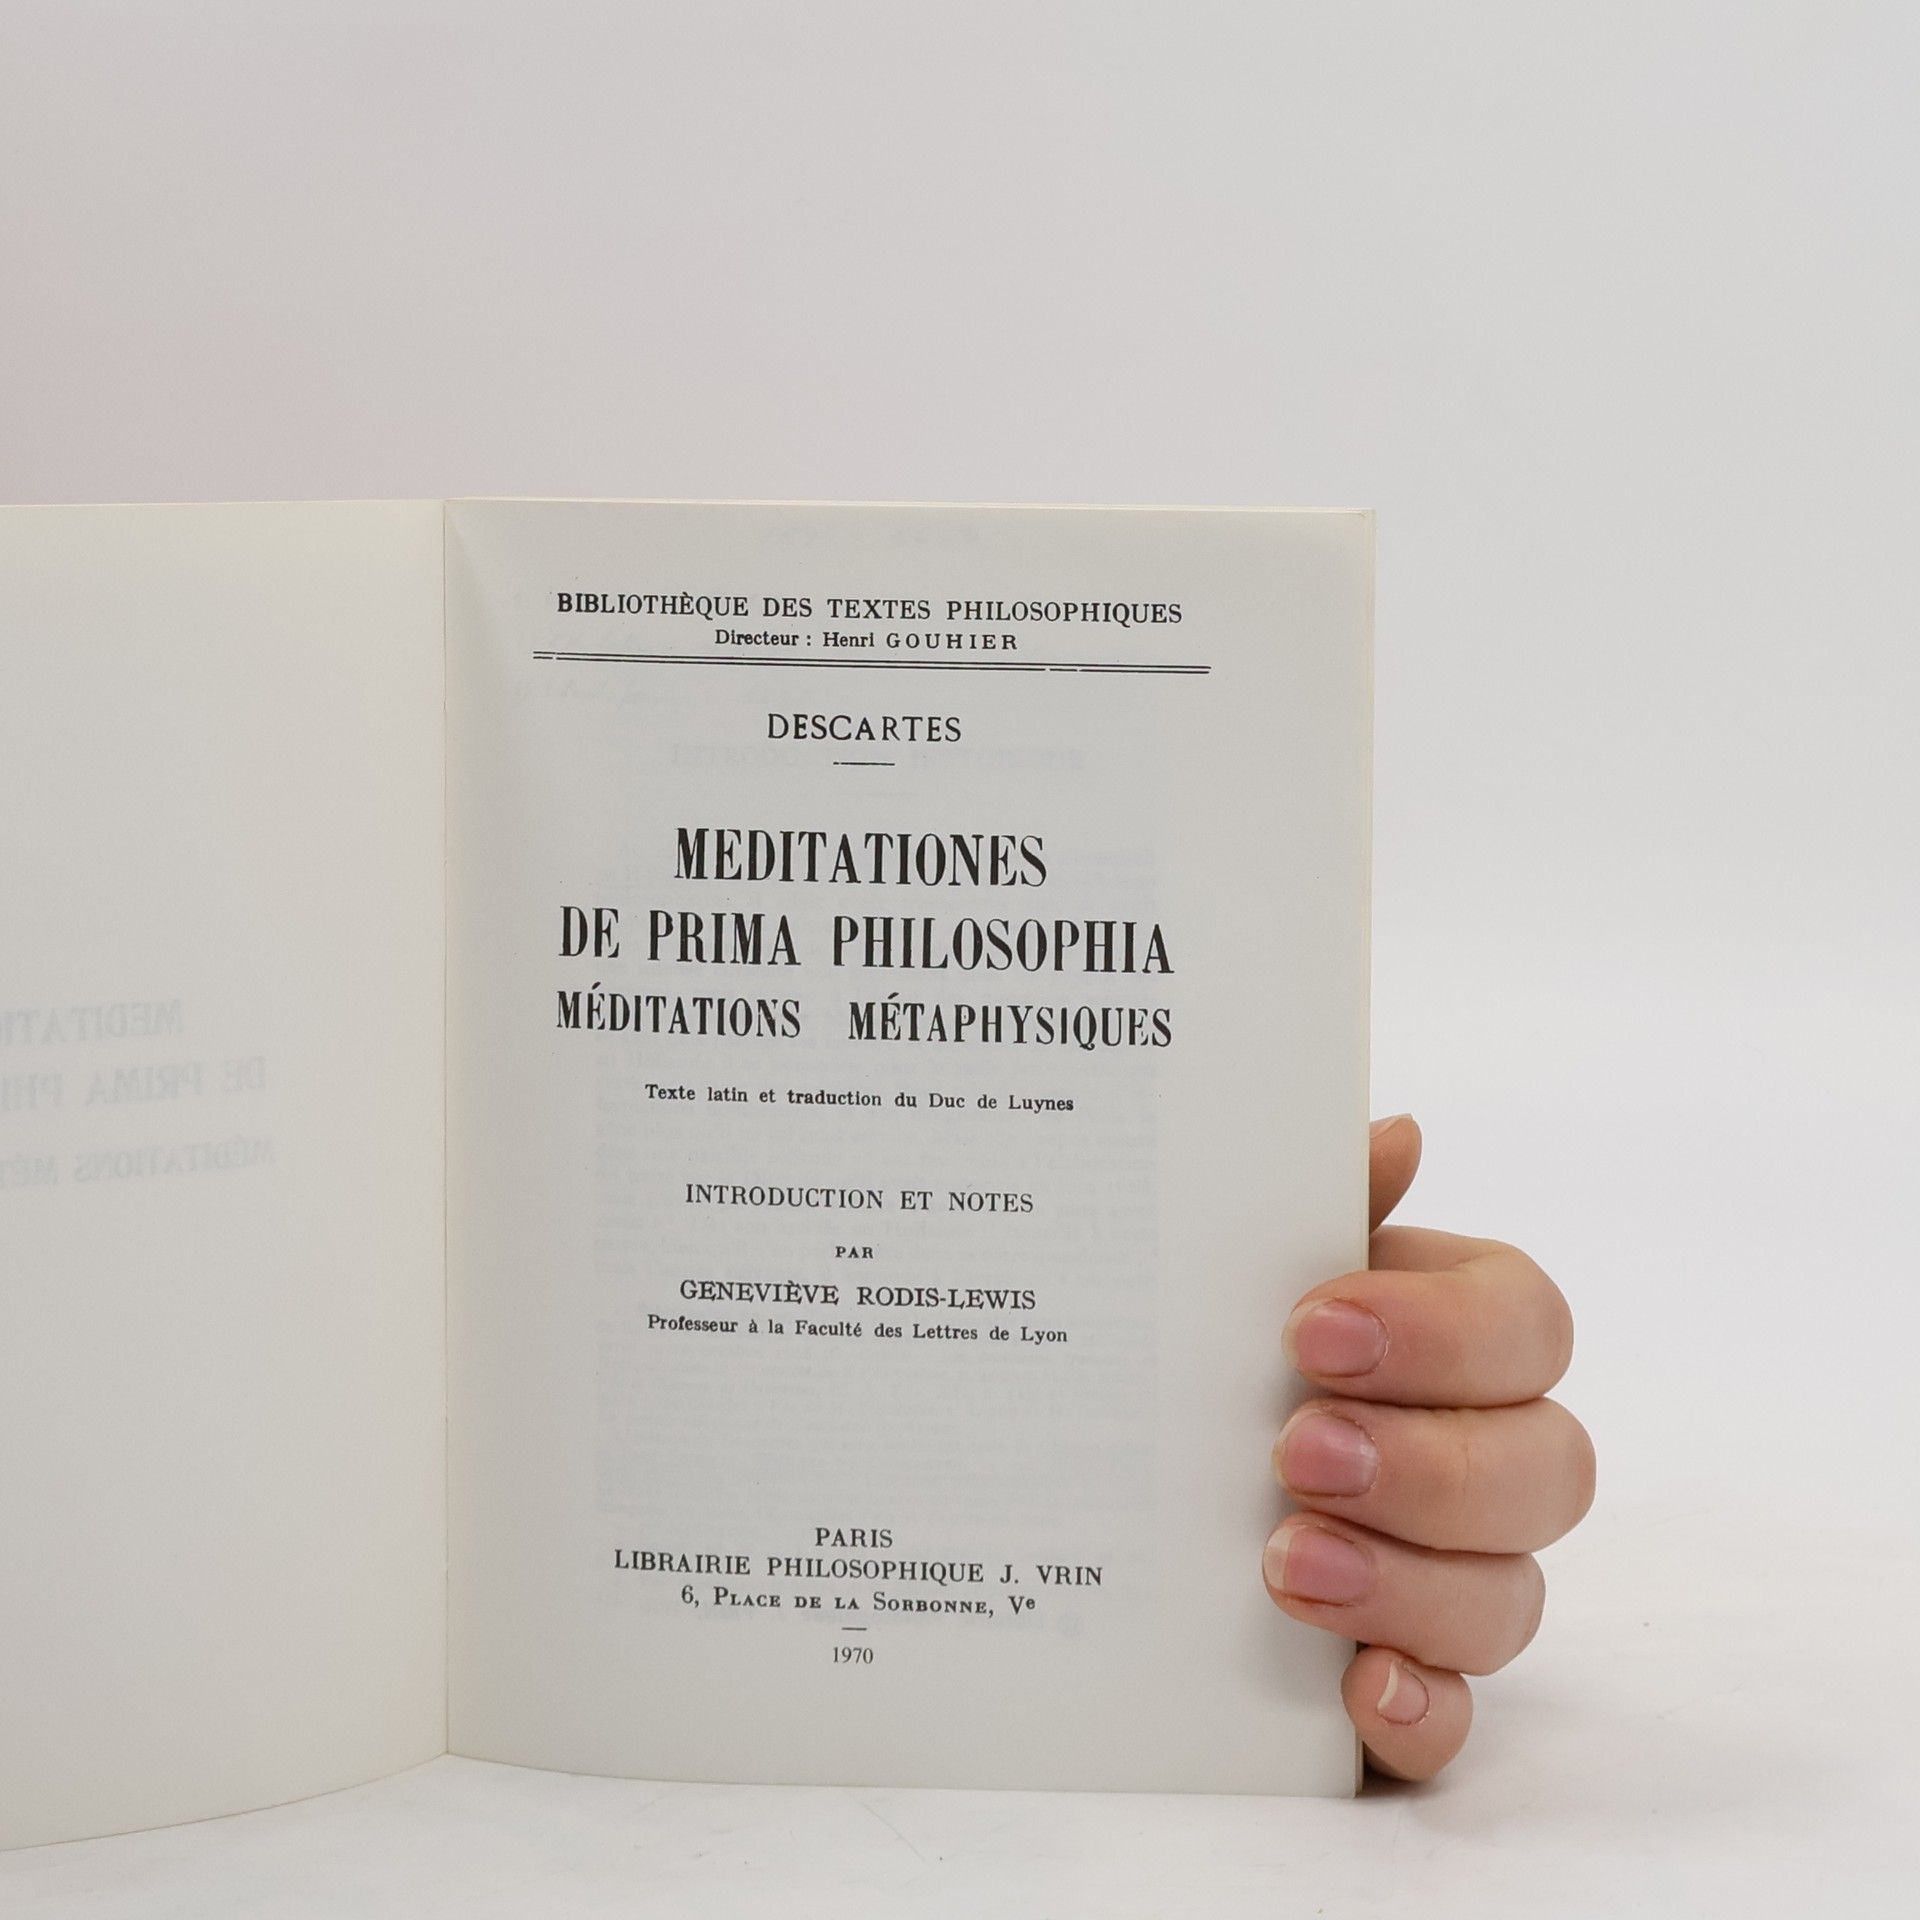 BIBLIOTHÈQUE DES TEXTES PHILOSOPHIQUES
Directeur : Henri GOUHIER
DESCARTES
MEDITATIONES
DE PRIMA PHILOSOPHIA
MÉDITATIONS MÉTAPHYSIQUES
Texte latin et traduction du Duc de Luynes
INTRODUCTION ET NOTES
PAR
GENEVIÈVE RODIS-LEWIS
Professeur à la Faculté des Lettres de Lyon
PARIS
LIBRAIRIE PHILOSOPHIQUE J. VRIN
6, PLACE DE LA SORBONNE, Ve
1970